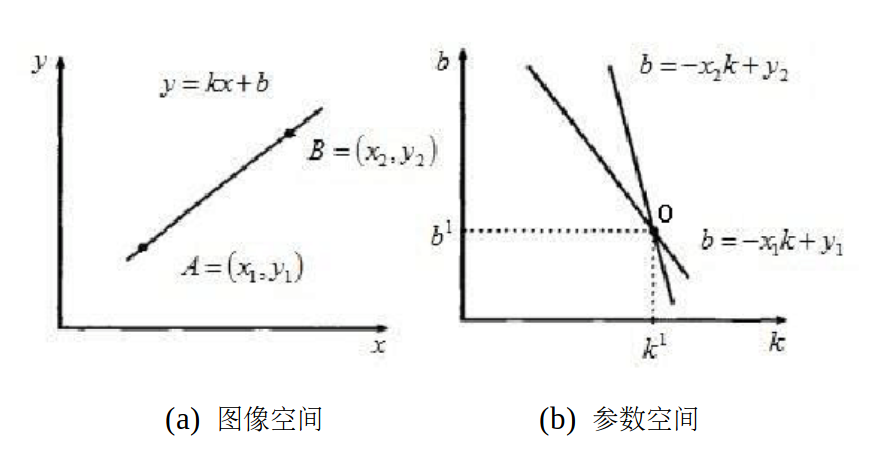 y
y = kx + b
B = (x₂, y₂)
A = (x₁, y₁)
x
(a) 图像空间
b
b = −x₂k + y₂
O
b¹
b = −x₁k + y₁
k¹
k
(b) 参数空间